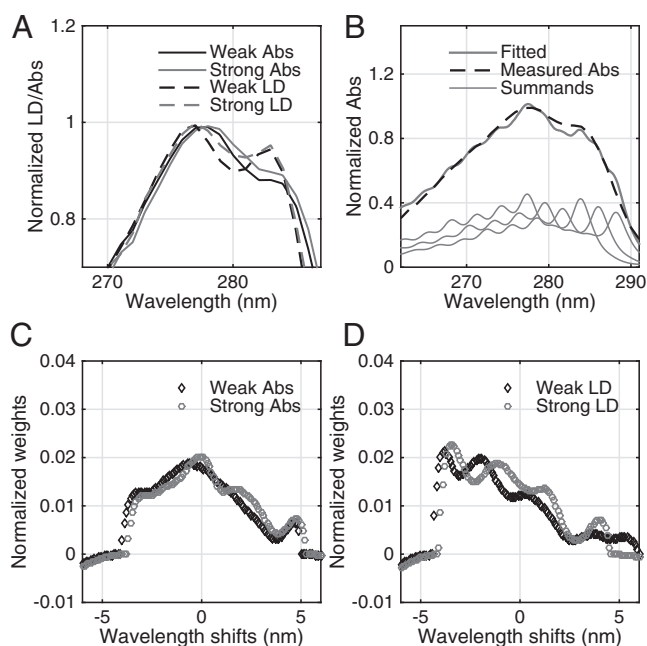 A
Normalized LD/Abs
1.2
1
0.8
Weak Abs
Strong Abs
Weak LD
Strong LD
270 280
Wavelength (nm)
B
Normalized Abs
1.2
0.8
0.4
0
Fitted
Measured Abs
Summands
270 280 290
Wavelength (nm)
C
Normalized weights
0.04
0.03
0.02
0.01
0
-0.01
Weak Abs
Strong Abs
-5 0 5
Wavelength shifts (nm)
D
Normalized weights
0.04
0.03
0.02
0.01
0
-0.01
Weak LD
Strong LD
-5 0 5
Wavelength shifts (nm)